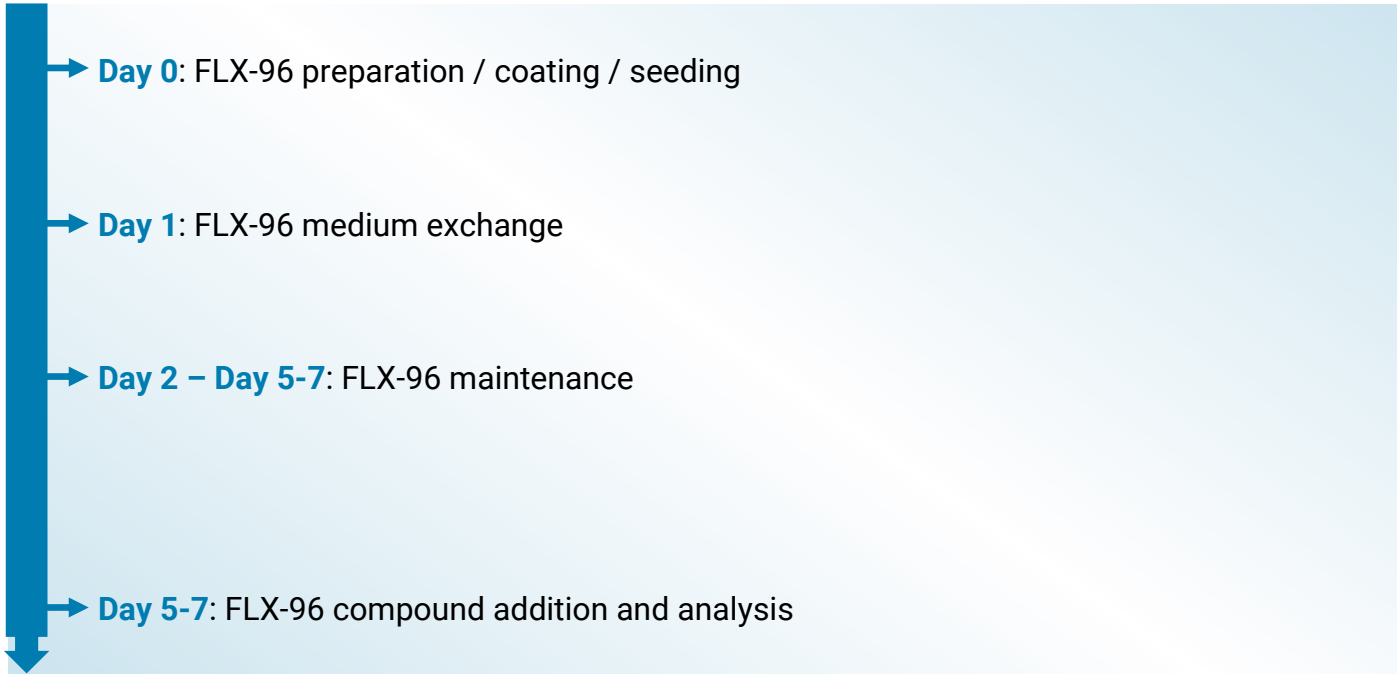 Day 0: FLX-96 preparation / coating / seeding
Day 1: FLX-96 medium exchange
Day 2 – Day 5-7: FLX-96 maintenance
Day 5-7: FLX-96 compound addition and analysis